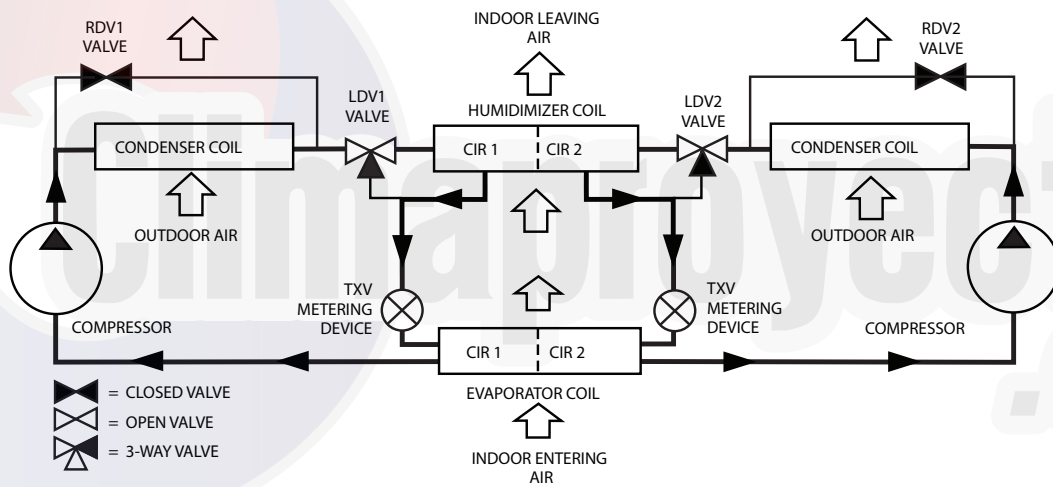 RDV1
VALVE
INDOOR LEAVING
AIR
RDV2
VALVE
LDV1
VALVE
HUMIDIMIZER COIL
LDV2
VALVE
CONDENSER COIL
CIR 1
CIR 2
CONDENSER COIL
OUTDOOR AIR
OUTDOOR AIR
TXV
METERING
DEVICE
TXV
METERING
DEVICE
COMPRESSOR
COMPRESSOR
CIR 1
CIR 2
EVAPORATOR COIL
INDOOR ENTERING
AIR
= CLOSED VALVE
= OPEN VALVE
= 3-WAY VALVE
Climaproyec